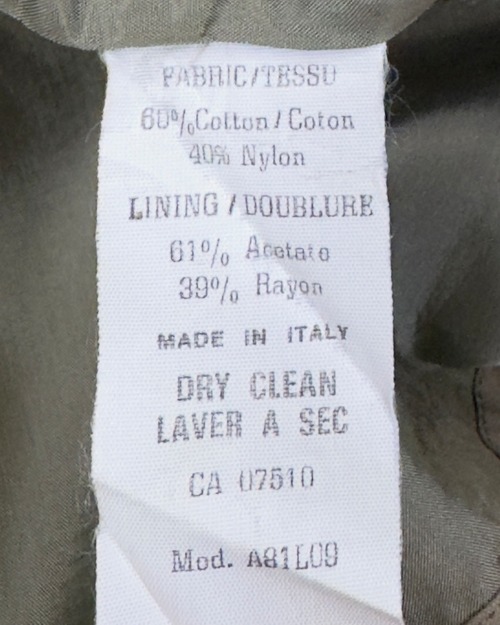 FABRIC/TESSU
60%Cotton/Coton
40% Nylon
LINING/DOUBLURE
61% Acetate
39% Rayon
MADE IN ITALY
DRY CLEAN
LAVER A SEC
CA 07510
Mod. A81L09